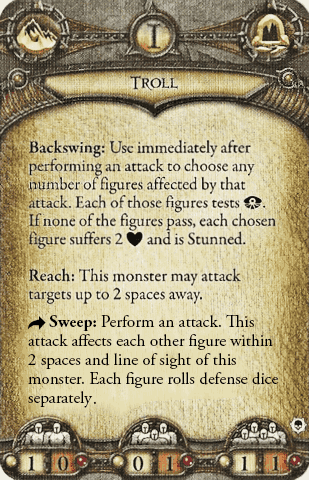 I
TROLL
Backswing: Use immediately after
performing an attack to choose any
number of figures affected by that
attack. Each of those figures tests .
If none of the figures pass, each chosen
figure suffers 2 ♥ and is Stunned.
Reach: This monster may attack
targets up to 2 spaces away.
Sweep: Perform an attack. This
attack affects each other figure within
2 spaces and line of sight of this
monster. Each figure rolls defense dice
separately.
1 0 0 1 1 1